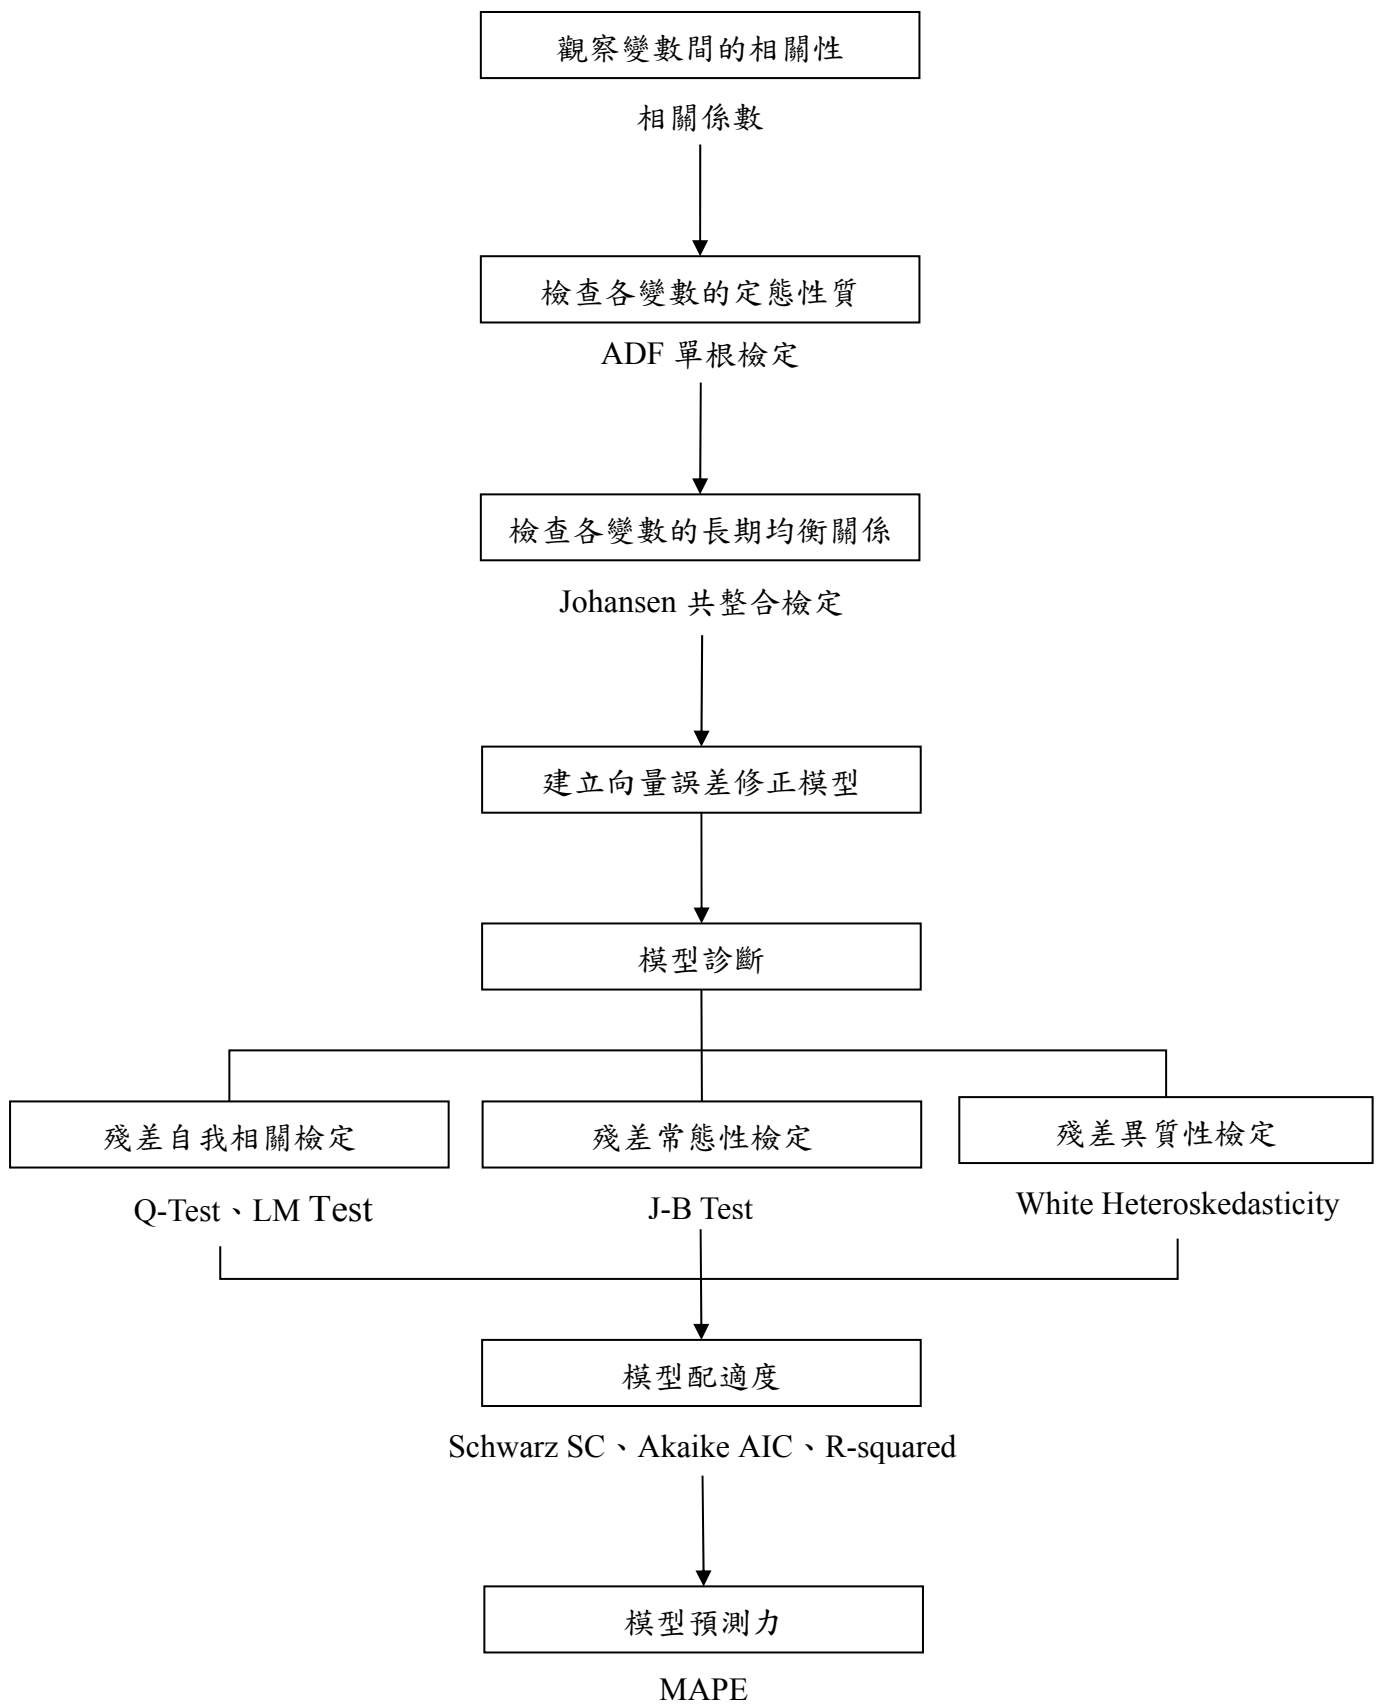 觀察變數間的相關性
相關係數
檢查各變數的定態性質
ADF 單根檢定
檢查各變數的長期均衡關係
Johansen 共整合檢定
建立向量誤差修正模型
模型診斷
殘差自我相關檢定
殘差常態性檢定
殘差異質性檢定
Q-Test、LM Test
J-B Test
White Heteroskedasticity
模型配適度
Schwarz SC、Akaike AIC、R-squared
模型預測力
MAPE